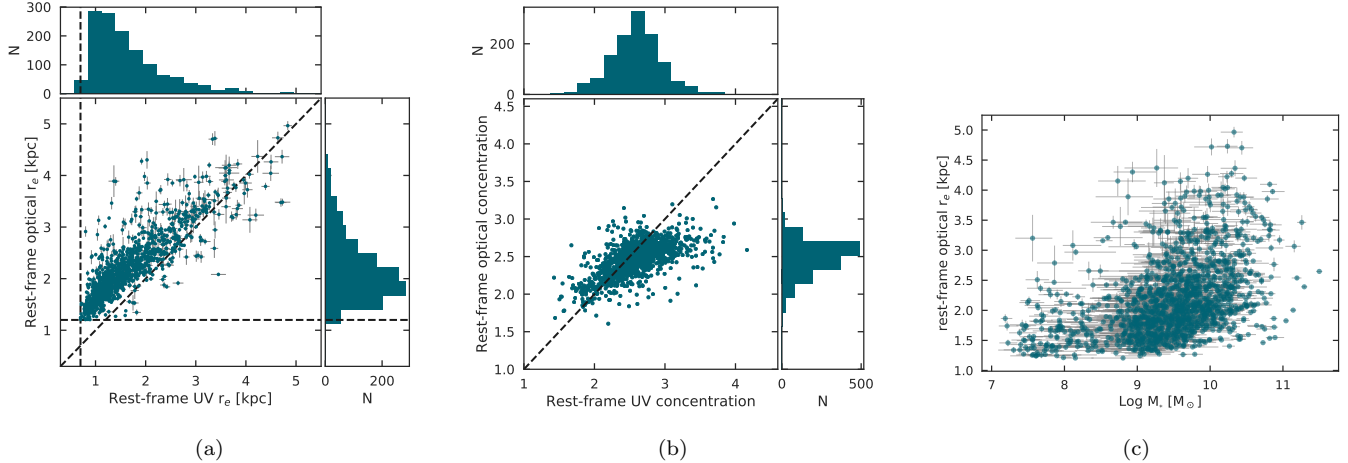 300
200
100
0
N
5
4
3
2
1
Rest-frame optical r_e [kpc]
1 2 3 4 5
Rest-frame UV r_e [kpc]
0 200
N
(a)
200
0
N
4.5
4.0
3.5
3.0
2.5
2.0
1.5
1.0
Rest-frame optical concentration
1 2 3 4
Rest-frame UV concentration
0 500
N
(b)
5.0
4.5
4.0
3.5
3.0
2.5
2.0
1.5
1.0
rest-frame optical r_e [kpc]
7 8 9 10 11
Log M_* [M_⊙]
(c)